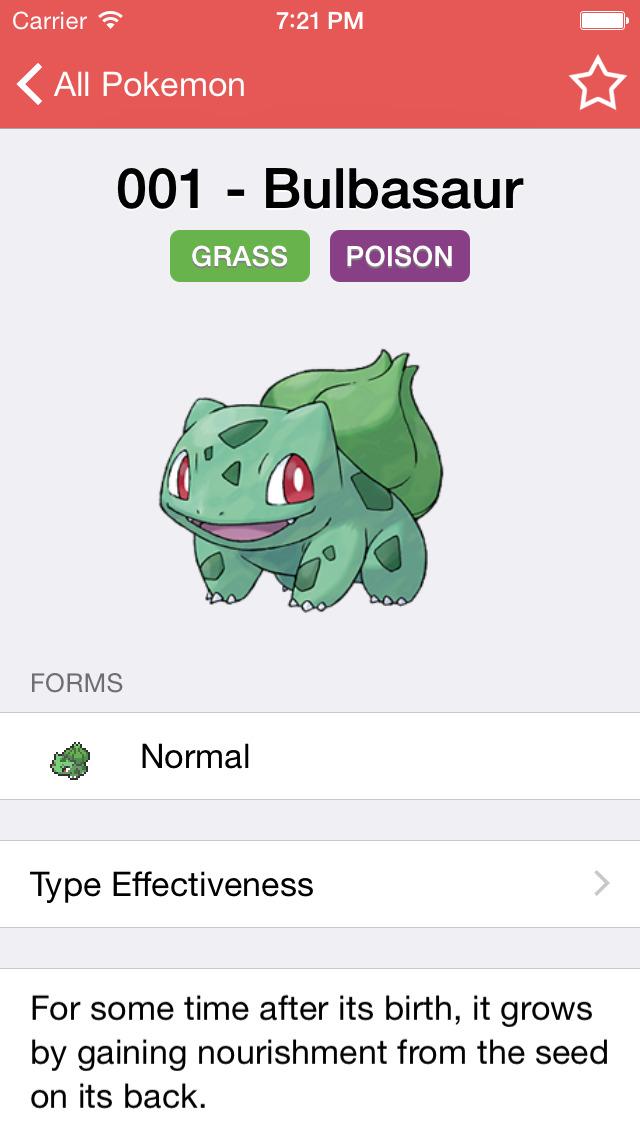 Carrier 7:21 PM
All Pokemon
001 - Bulbasaur
GRASS POISON
FORMS
Normal
Type Effectiveness
For some time after its birth, it grows
by gaining nourishment from the seed
on its back.